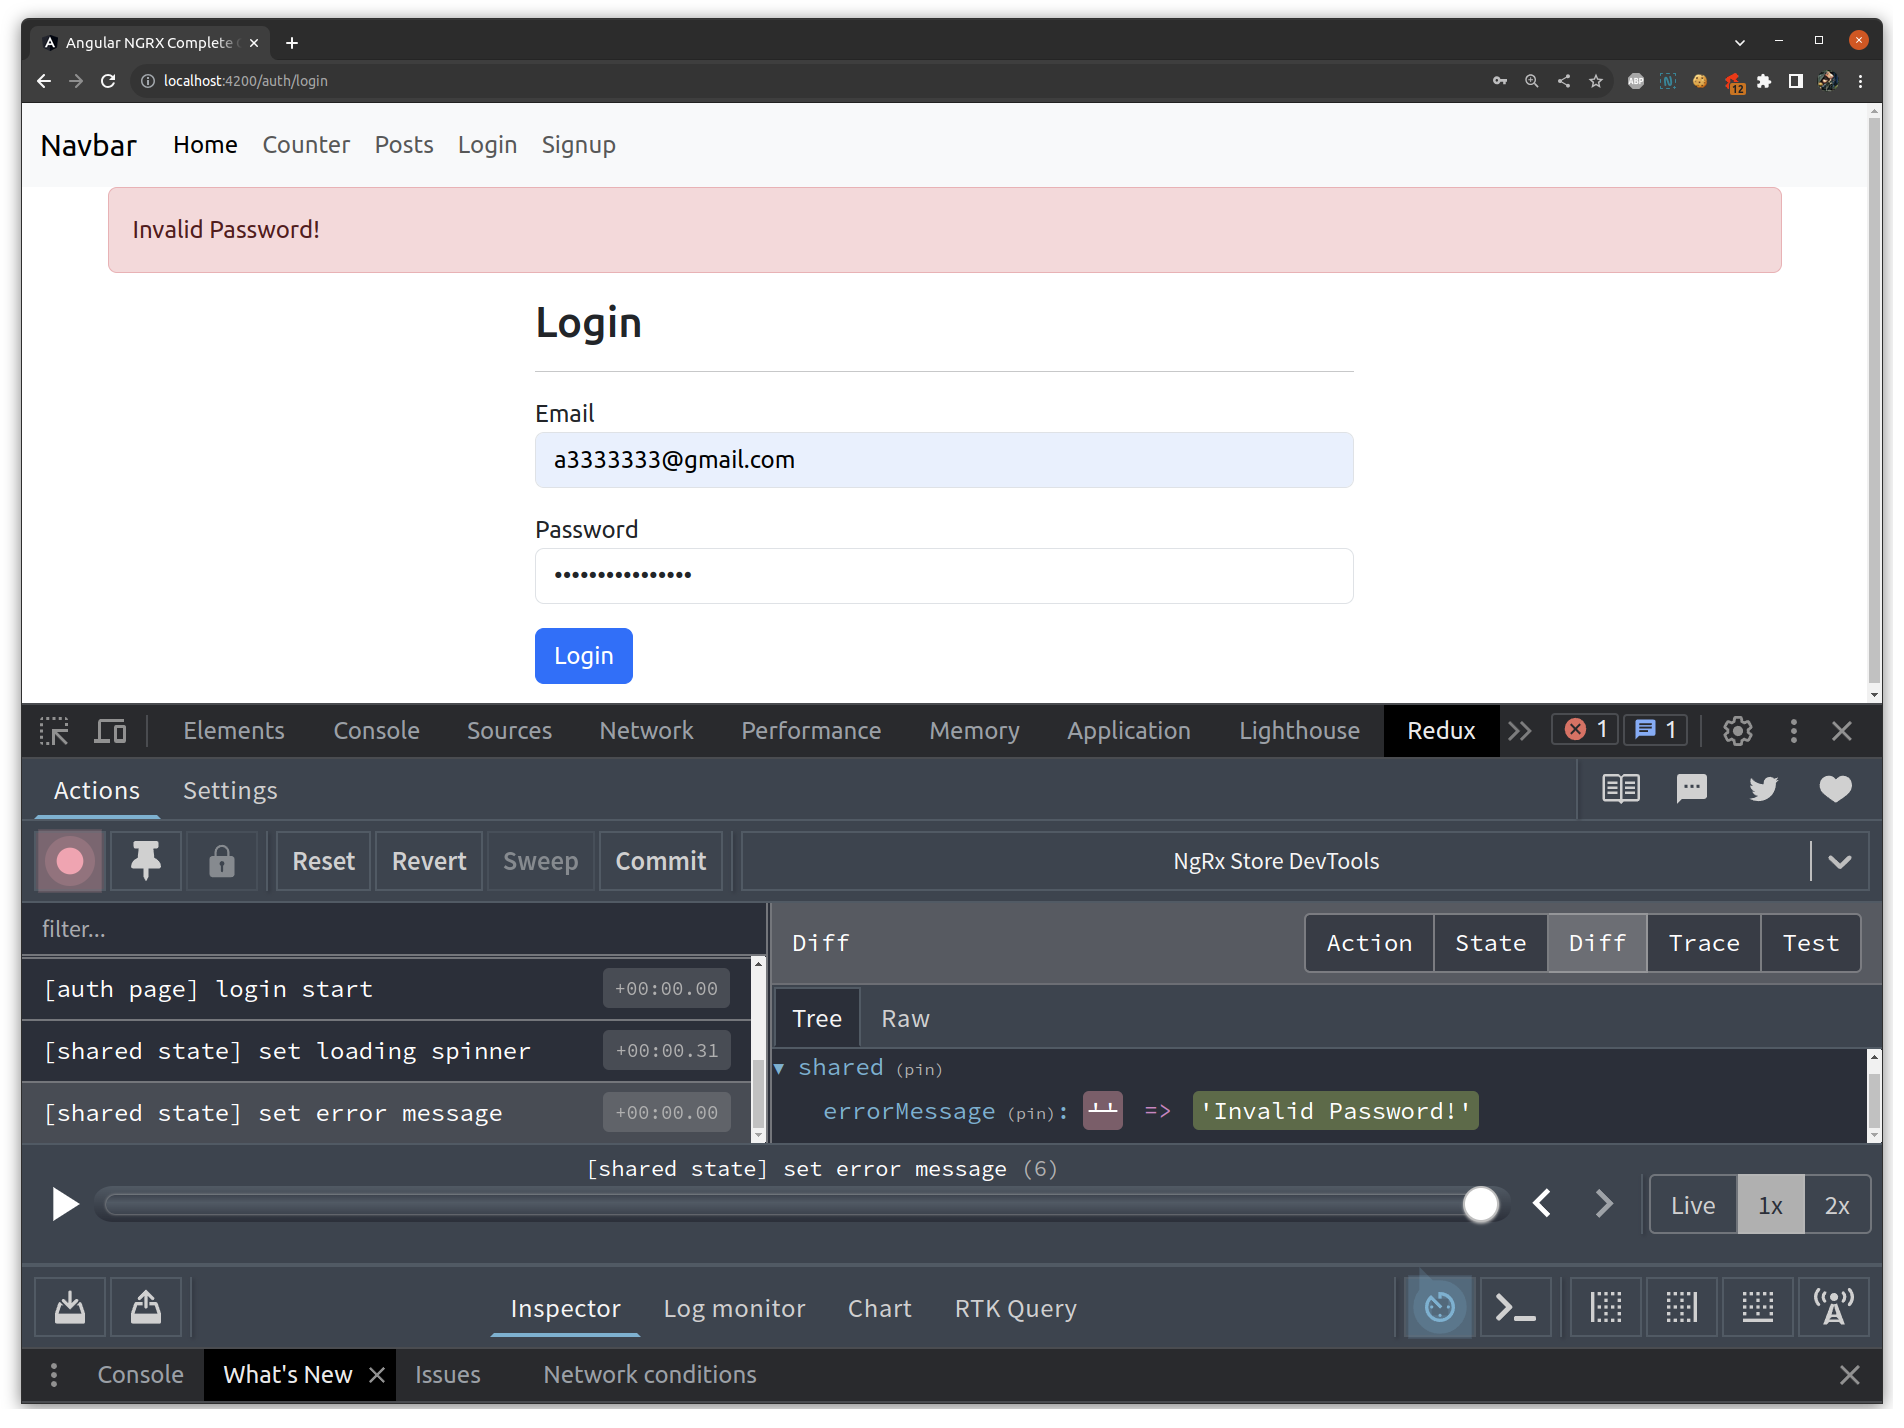 Angular NGRX Complete
localhost:4200/auth/login
ABP
N
12
Navbar Home Counter Posts Login Signup
Invalid Password!
Login
Email
a3333333@gmail.com
Password
••••••••••••••••
Login
Elements Console Sources Network Performance Memory Application Lighthouse Redux 1 1
Actions Settings
Reset Revert Sweep Commit NgRx Store DevTools
filter...
Diff Action State Diff Trace Test
[auth page] login start +00:00.00
Tree Raw
[shared state] set loading spinner +00:00.31
shared (pin)
[shared state] set error message +00:00.00
errorMessage (pin): '' => 'Invalid Password!'
[shared state] set error message (6)
Live 1x 2x
Inspector Log monitor Chart RTK Query
Console What's New Issues Network conditions